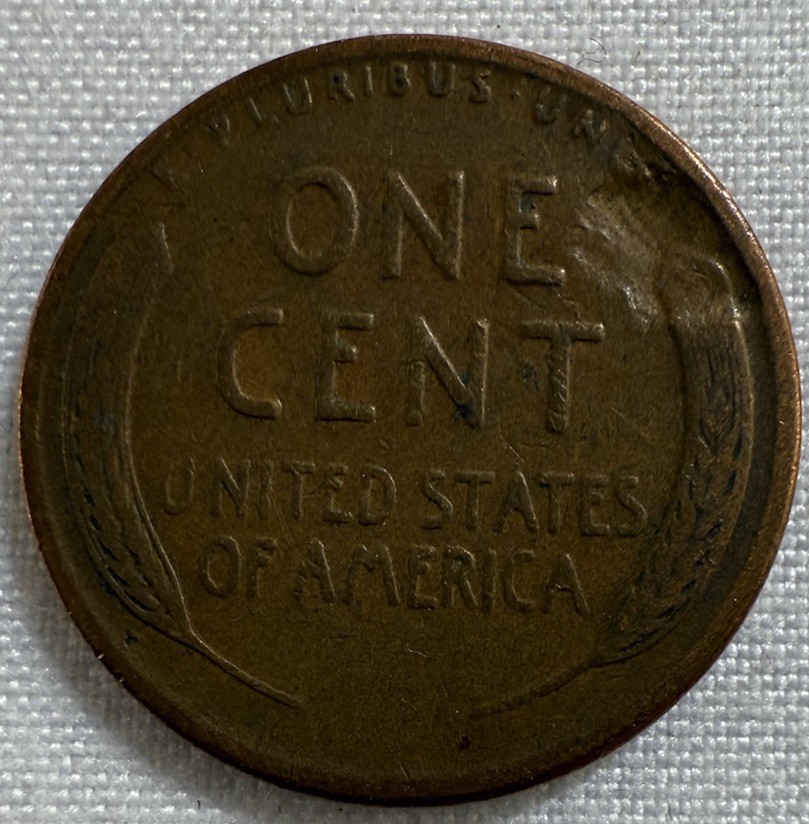 PLURIBUS · UN
ONE
CENT
UNITED STATES
OF AMERICA